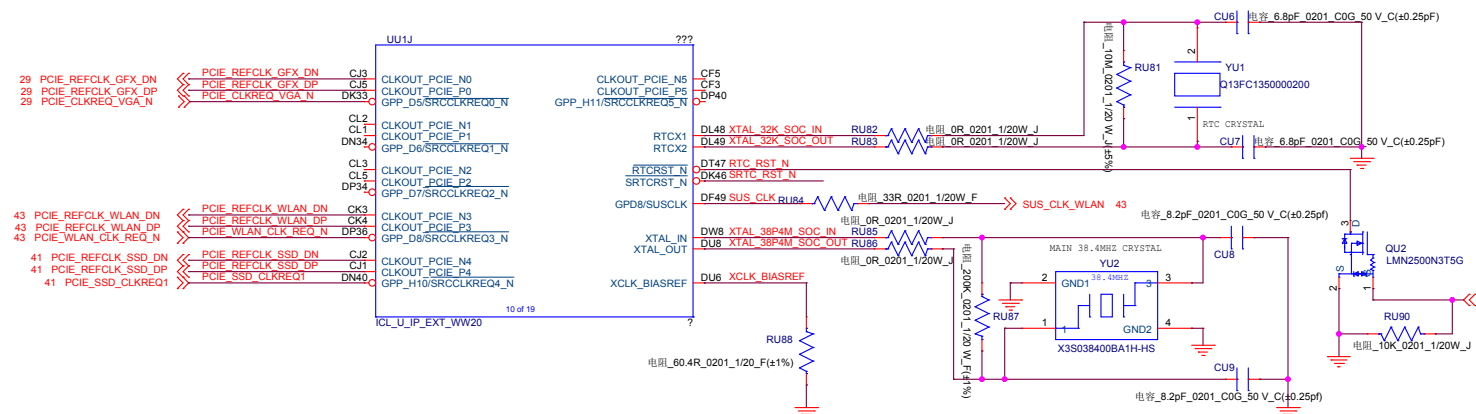 UU1J
???
29 PCIE_REFCLK_GFX_DN
PCIE_REFCLK_GFX_DN
CJ3
CLKOUT_PCIE_N0
29 PCIE_REFCLK_GFX_DP
PCIE_REFCLK_GFX_DP
CJ5
CLKOUT_PCIE_P0
29 PCIE_CLKREQ_VGA_N
PCIE_CLKREQ_VGA_N
DK33
GPP_D5/SRCCLKREQ0_N
CL2
CLKOUT_PCIE_N1
CL1
CLKOUT_PCIE_P1
DN34
GPP_D6/SRCCLKREQ1_N
CL3
CLKOUT_PCIE_N2
CL5
CLKOUT_PCIE_P2
DP34
GPP_D7/SRCCLKREQ2_N
43 PCIE_REFCLK_WLAN_DN
PCIE_REFCLK_WLAN_DN
CK3
CLKOUT_PCIE_N3
43 PCIE_REFCLK_WLAN_DP
PCIE_REFCLK_WLAN_DP
CK4
CLKOUT_PCIE_P3
43 PCIE_WLAN_CLK_REQ_N
PCIE_WLAN_CLK_REQ_N
DP36
GPP_D8/SRCCLKREQ3_N
41 PCIE_REFCLK_SSD_DN
PCIE_REFCLK_SSD_DN
CJ2
CLKOUT_PCIE_N4
41 PCIE_REFCLK_SSD_DP
PCIE_REFCLK_SSD_DP
CJ1
CLKOUT_PCIE_P4
41 PCIE_SSD_CLKREQ1
PCIE_SSD_CLKREQ1
DN40
GPP_H10/SRCCLKREQ4_N
10 of 19
ICL_U_IP_EXT_WW20
?
CLKOUT_PCIE_N5
CF5
CLKOUT_PCIE_P5
CF3
GPP_H11/SRCCLKREQ5_N
DP40
RTCX1
DL48
XTAL_32K_SOC_IN
RU82
电阻_0R_0201_1/20W_J
RTCX2
DL49
XTAL_32K_SOC_OUT
RU83
电阻_0R_0201_1/20W_J
RTCRST_N
DT47
RTC_RST_N
SRTCRST_N
DK46
SRTC_RST_N
GPD8/SUSCLK
DF49
SUS_CLK
RU84
电阻_33R_0201_1/20W_F
SUS_CLK_WLAN 43
XTAL_IN
DW8
XTAL_38P4M_SOC_IN
RU85
电阻_0R_0201_1/20W_J
XTAL_OUT
DU8
XTAL_38P4M_SOC_OUT
RU86
电阻_0R_0201_1/20W_J
XCLK_BIASREF
DU6
XCLK_BIASREF
RU88
电阻_60.4R_0201_1/20_F(±1%)
CU6
电容_6.8pF_0201_C0G_50 V_C(±0.25pF)
RU81
电阻_10M_0201_1/20 W_J(±5%)
2
YU1
Q13FC1350000200
1
RTC CRYSTAL
CU7
电容_6.8pF_0201_C0G_50 V_C(±0.25pF)
电容_8.2pF_0201_C0G_50 V_C(±0.25pf)
CU8
MAIN 38.4MHZ CRYSTAL
YU2
38.4MHZ
2
GND1
3
3
1
1
GND2
4
X3S038400BA1H-HS
RU87
电阻_200K_0201_1/20 W_F(±1%)
CU9
电容_8.2pF_0201_C0G_50 V_C(±0.25pf)
3
D
QU2
LMN2500N3T5G
S
2
1
RU90
电阻_10K_0201_1/20W_J